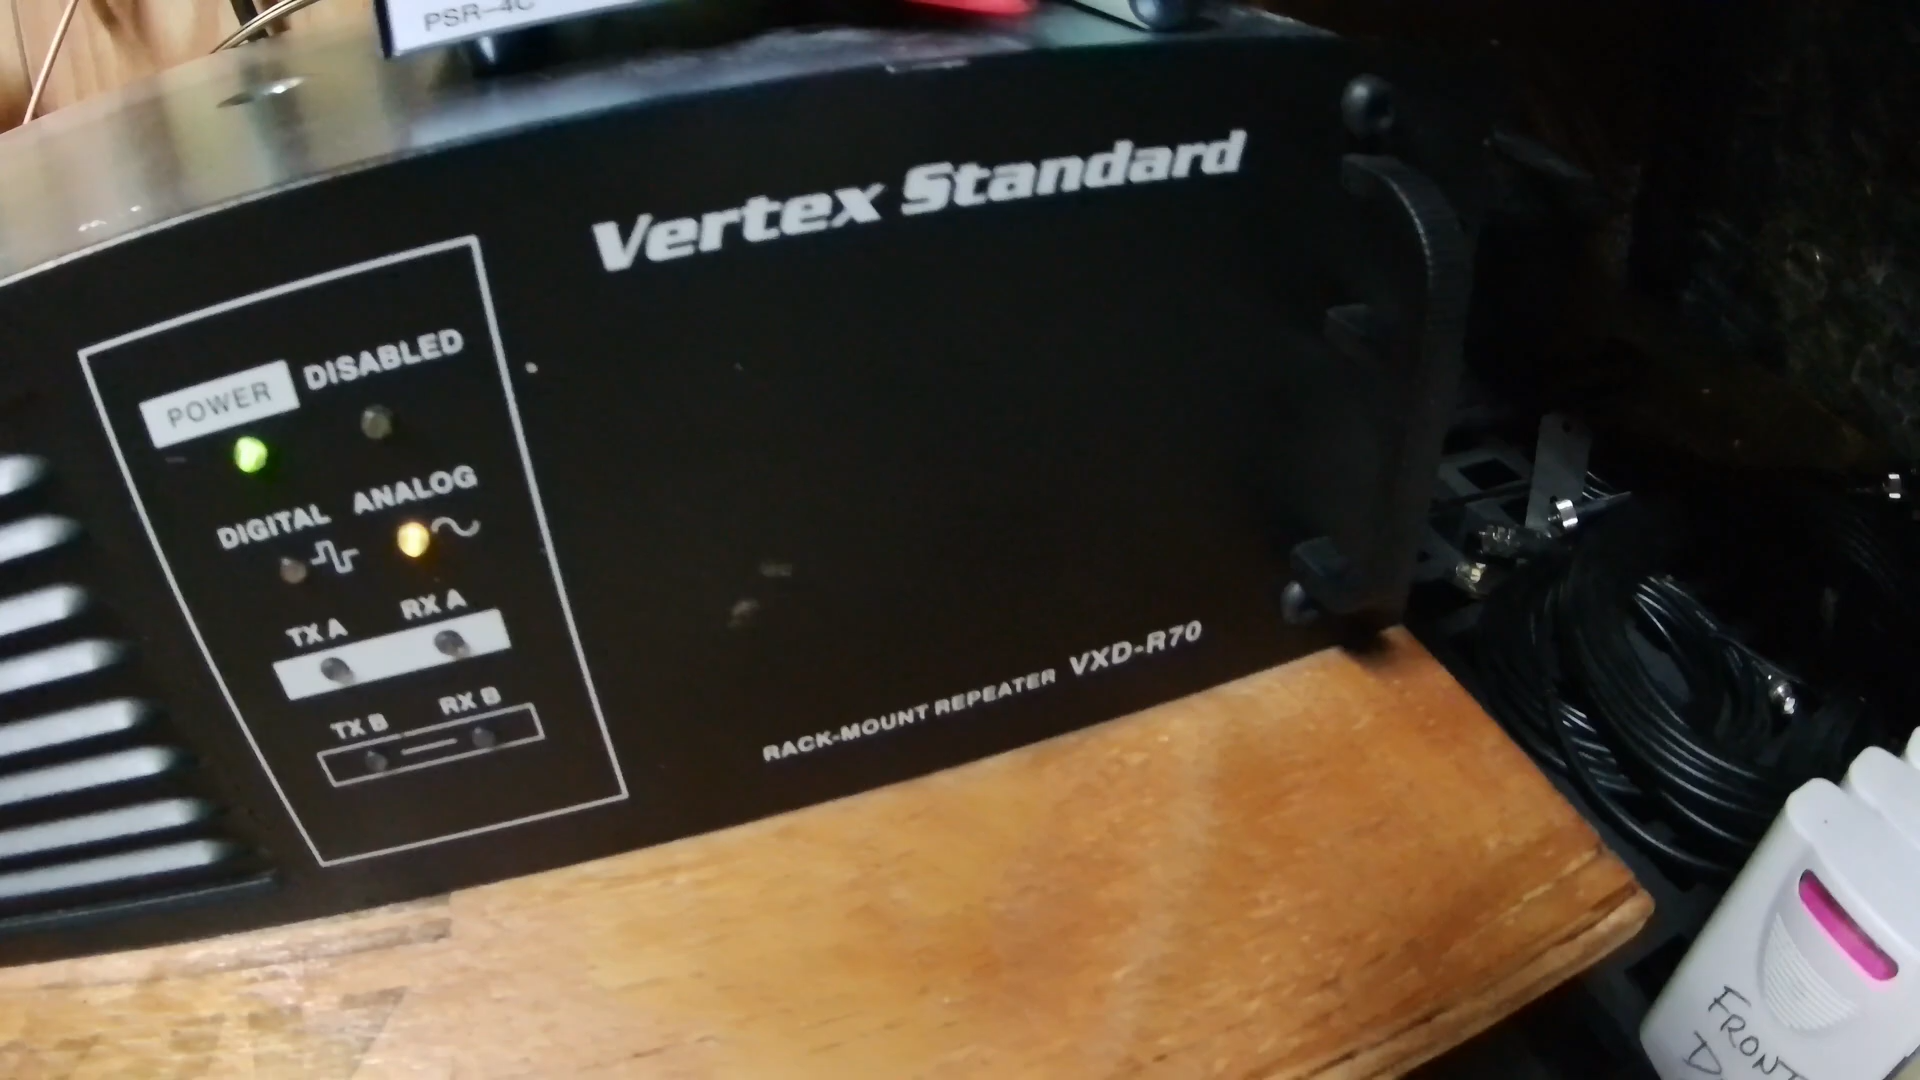 PSR-4C
Vertex Standard
POWER DISABLED
DIGITAL ANALOG
TX A RX A
TX B RX B
RACK-MOUNT REPEATER VXD-R70
FRONT
D